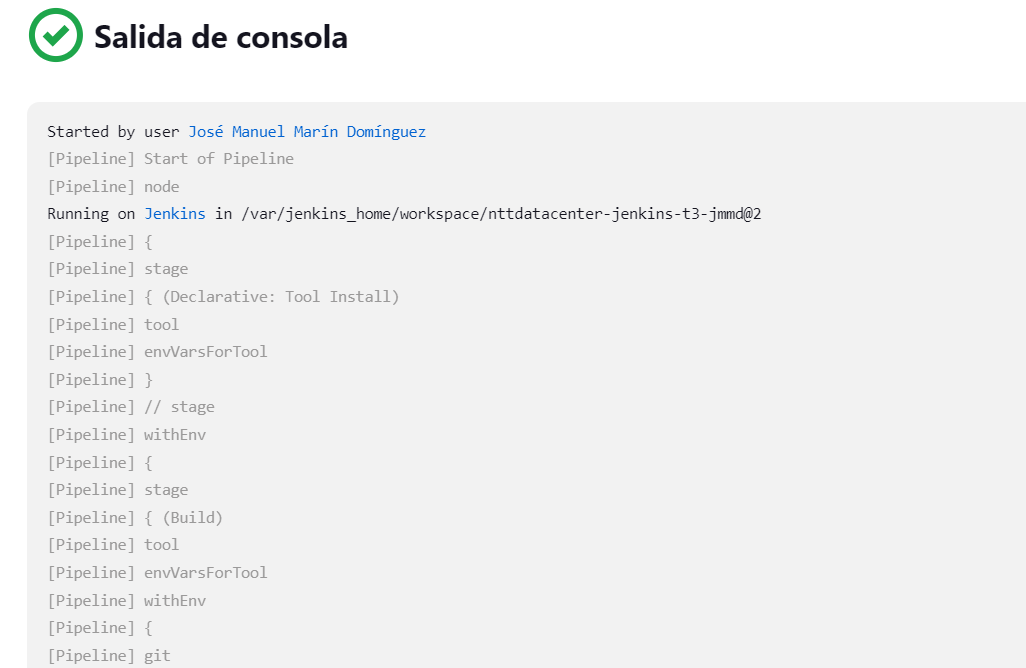 Salida de consola
Started by user José Manuel Marín Domínguez
[Pipeline] Start of Pipeline
[Pipeline] node
Running on Jenkins in /var/jenkins_home/workspace/nttdatacenter-jenkins-t3-jmmd@2
[Pipeline] {
[Pipeline] stage
[Pipeline] { (Declarative: Tool Install)
[Pipeline] tool
[Pipeline] envVarsForTool
[Pipeline] }
[Pipeline] // stage
[Pipeline] withEnv
[Pipeline] {
[Pipeline] stage
[Pipeline] { (Build)
[Pipeline] tool
[Pipeline] envVarsForTool
[Pipeline] withEnv
[Pipeline] {
[Pipeline] git